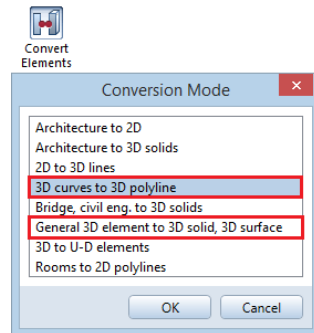 Convert
Elements
Conversion Mode
Architecture to 2D
Architecture to 3D solids
2D to 3D lines
3D curves to 3D polyline
Bridge, civil eng. to 3D solids
General 3D element to 3D solid, 3D surface
3D to U-D elements
Rooms to 2D polylines
OK Cancel